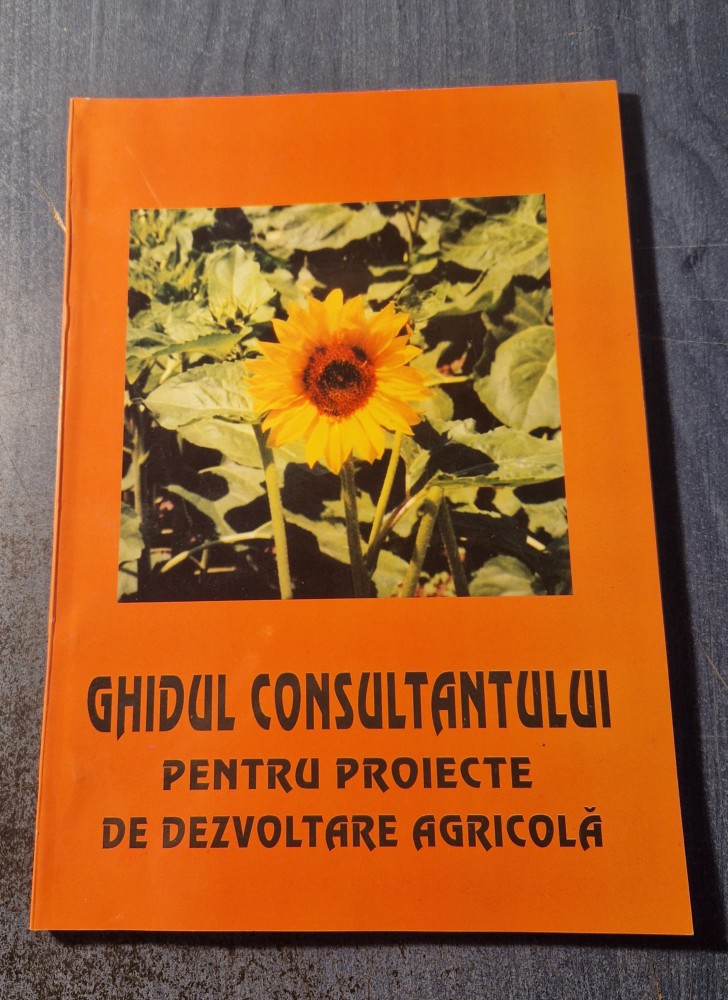 GHIDUL CONSULTANTULUI
PENTRU PROIECTE
DE DEZVOLTARE AGRICOLĂ